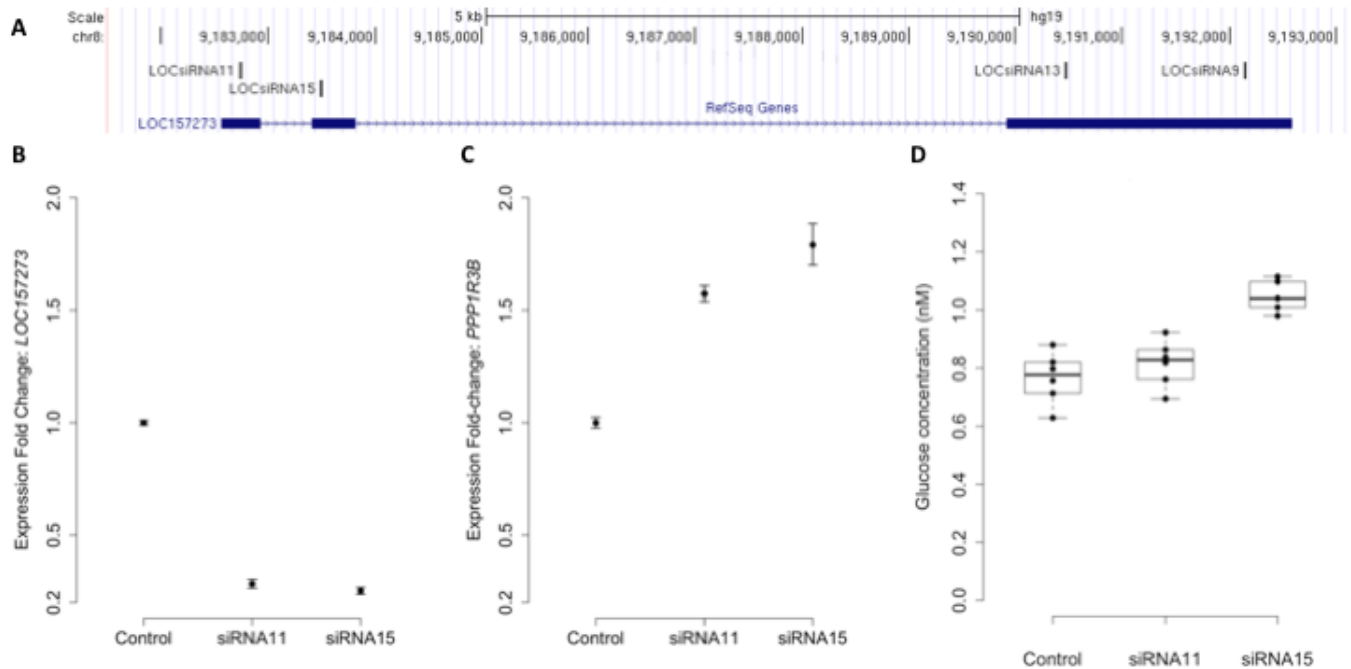 A
Scale 5 kb hg19
chr8: 9,183,000 9,184,000 9,185,000 9,186,000 9,187,000 9,188,000 9,189,000 9,190,000 9,191,000 9,192,000 9,193,000
LOCsiRNA11 LOCsiRNA13 LOCsiRNA9
LOCsiRNA15
RefSeq Genes
LOC157273
B
Expression Fold Change: LOC157273
2.0
1.5
1.0
0.5
0.2
Control siRNA11 siRNA15
C
Expression Fold-change: PPP1R3B
2.0
1.5
1.0
0.5
0.2
Control siRNA11 siRNA15
D
Glucose concentration (nM)
1.4
1.2
1.0
0.8
0.6
0.4
0.2
0.0
Control siRNA11 siRNA15